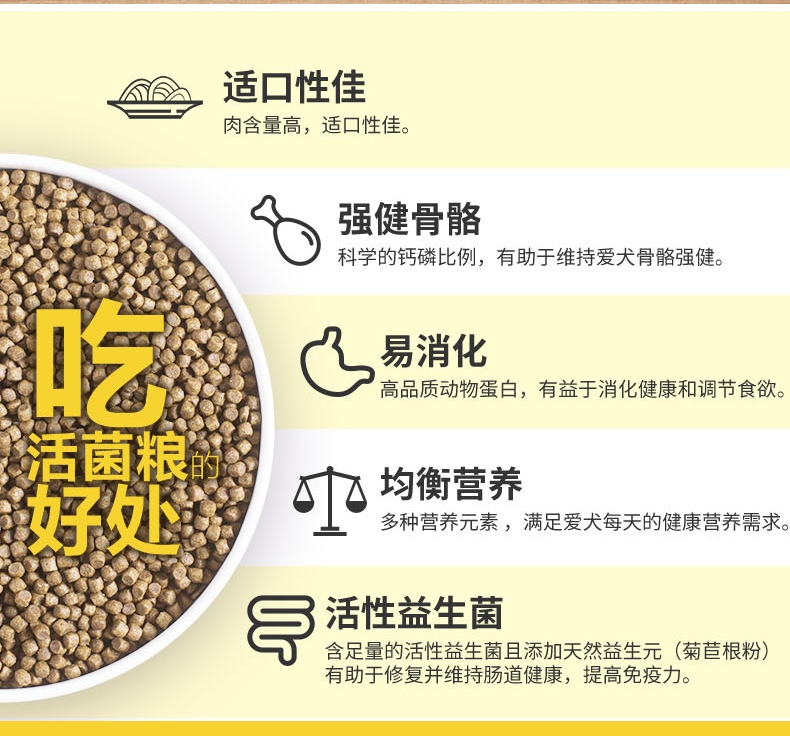 适口性佳
肉含量高，适口性佳。
强健骨骼
科学的钙磷比例，有助于维持爱犬骨骼强健。
吃
活菌粮的
好处
易消化
高品质动物蛋白，有益于消化健康和调节食欲。
均衡营养
多种营养元素 ，满足爱犬每天的健康营养需求。
活性益生菌
含足量的活性益生菌且添加天然益生元（菊苣根粉）
有助于修复并维持肠道健康，提高免疫力。